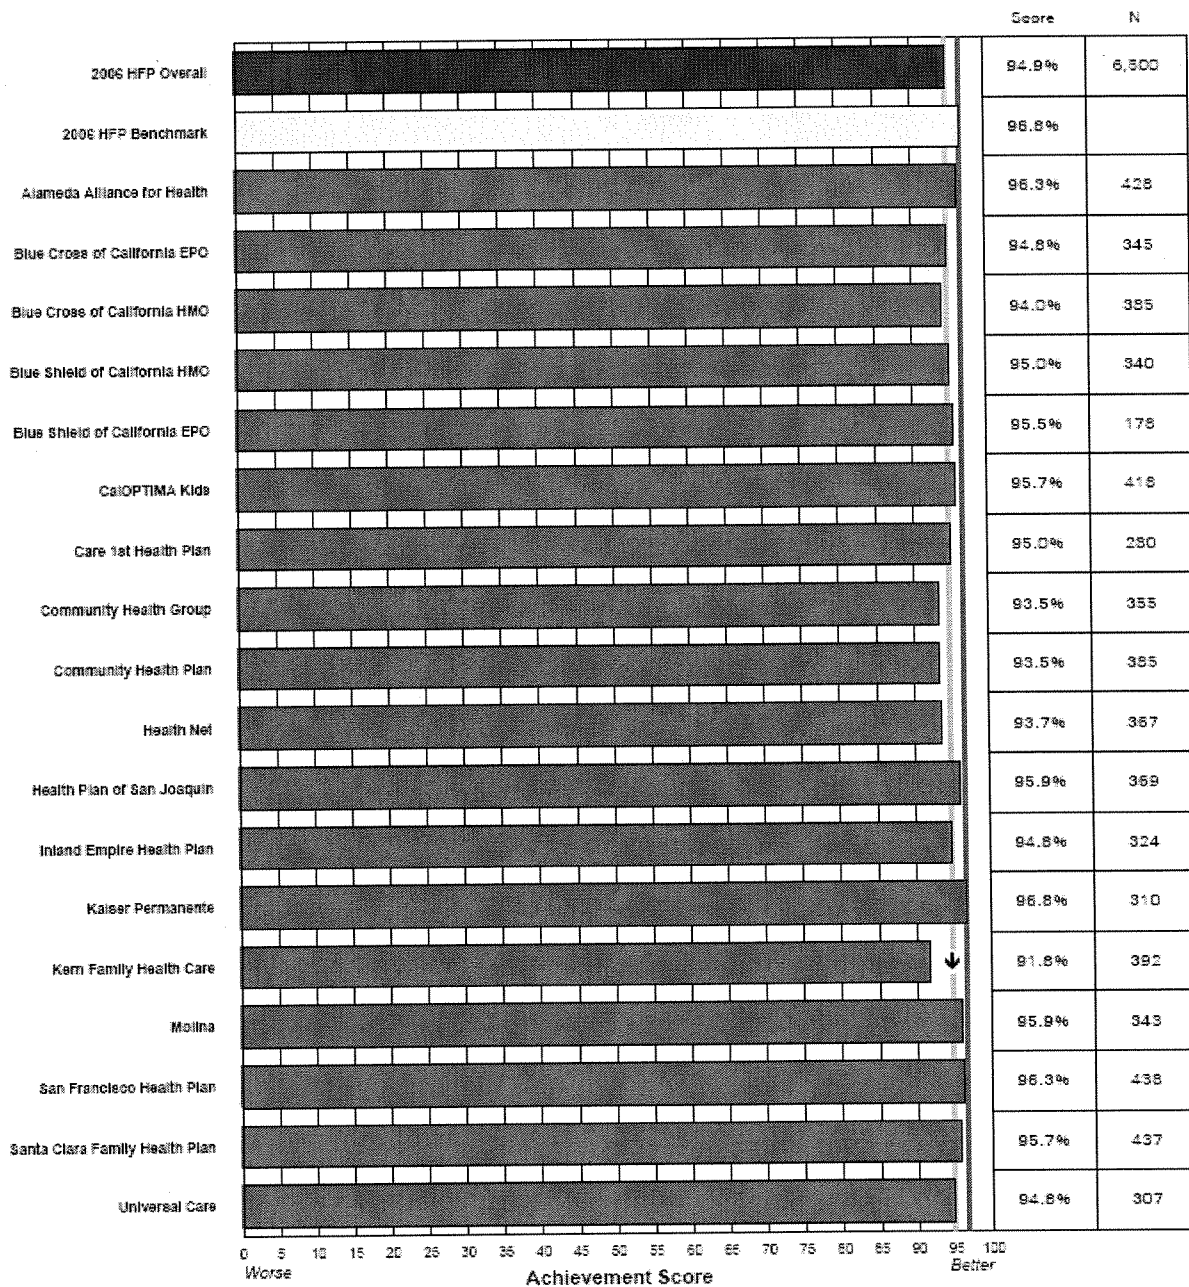 Score N
2006 HFP Overall 94.9%
2006 HFP Benchmark 96.8%
Alameda Alliance for Health 96.3% 428
Blue Cross of California EPO 94.8% 345
Blue Cross of California HMO 94.0% 385
Blue Shield of California HMO 95.0% 340
Blue Shield of California EPO 95.5% 178
CalOPTIMA Kids 95.7% 418
Care 1st Health Plan 95.0% 280
Community Health Group 93.5% 355
Community Health Plan 93.5% 385
Health Net 93.7% 367
Health Plan of San Joaquin 95.9% 369
Inland Empire Health Plan 94.8% 324
Kaiser Permanente 96.8% 310
Kern Family Health Care 91.8% 392
Molina 95.9% 343
San Francisco Health Plan 96.3% 438
Santa Clara Family Health Plan 95.7% 437
Universal Care 94.8% 307
0 5 10 15 20 25 30 35 40 45 50 55 60 65 70 75 80 85 90 95 100
Worse Better
Achievement Score